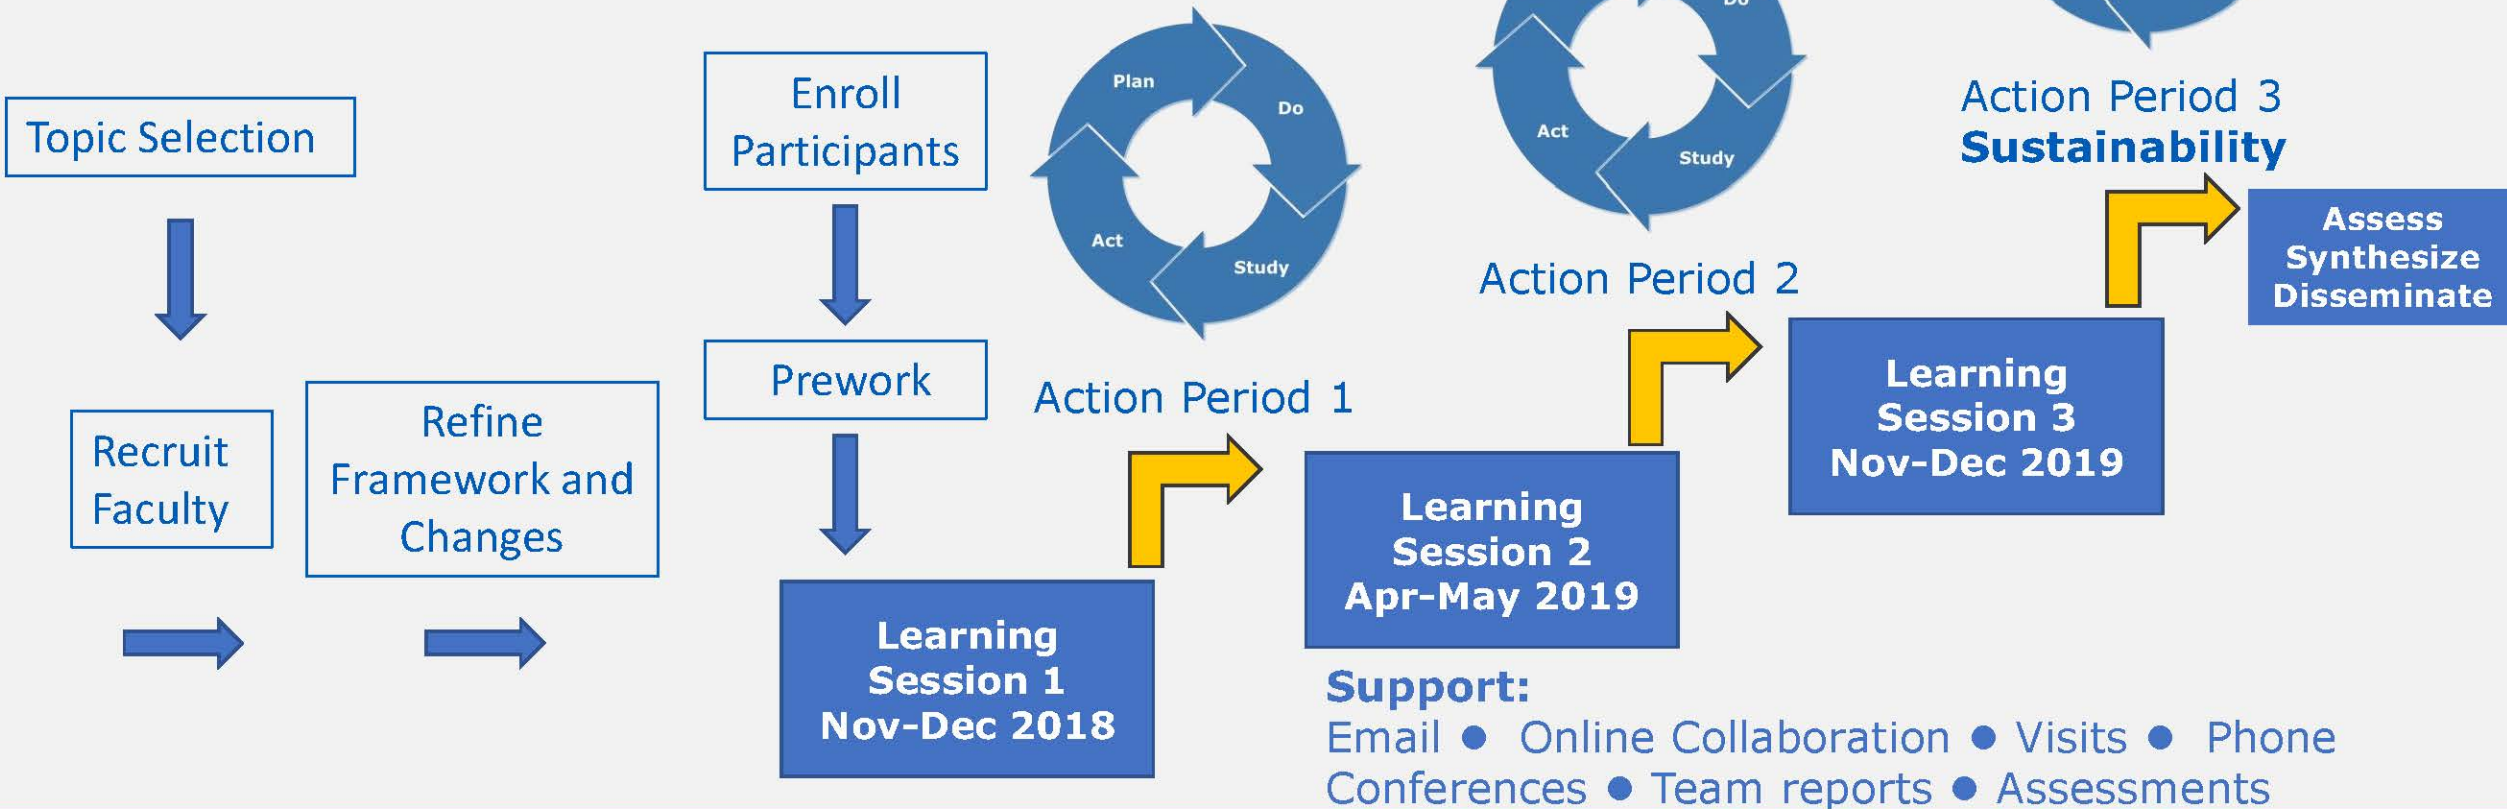 Topic Selection
Recruit
Faculty
Refine
Framework and
Changes
Enroll
Participants
Prework
Learning
Session 1
Nov-Dec 2018
Plan
Do
Study
Act
Action Period 1
Learning
Session 2
Apr-May 2019
Do
Study
Act
Action Period 2
Learning
Session 3
Nov-Dec 2019
Action Period 3
Sustainability
Assess
Synthesize
Disseminate
Support:
Email ● Online Collaboration ● Visits ● Phone
Conferences ● Team reports ● Assessments